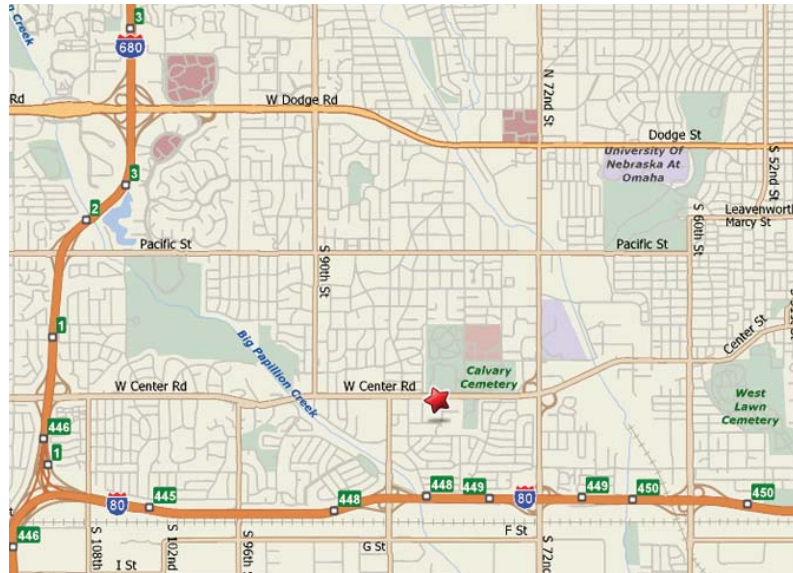 3
680
Big Papillion Creek
Rd
W Dodge Rd
N 72nd St
Dodge St
University Of
Nebraska At
Omaha
S 52nd St
3
2
Leavenworth
Marcy St
S 60th St
Pacific St
Pacific St
S 90th St
1
Center St
W Center Rd
W Center Rd
Calvary
Cemetery
West
Lawn
Cemetery
446
1
445
80
448
448
449
80
449
450
450
446
S 108th
S 102nd
S 96th
I St
G St
F St
S 72nd